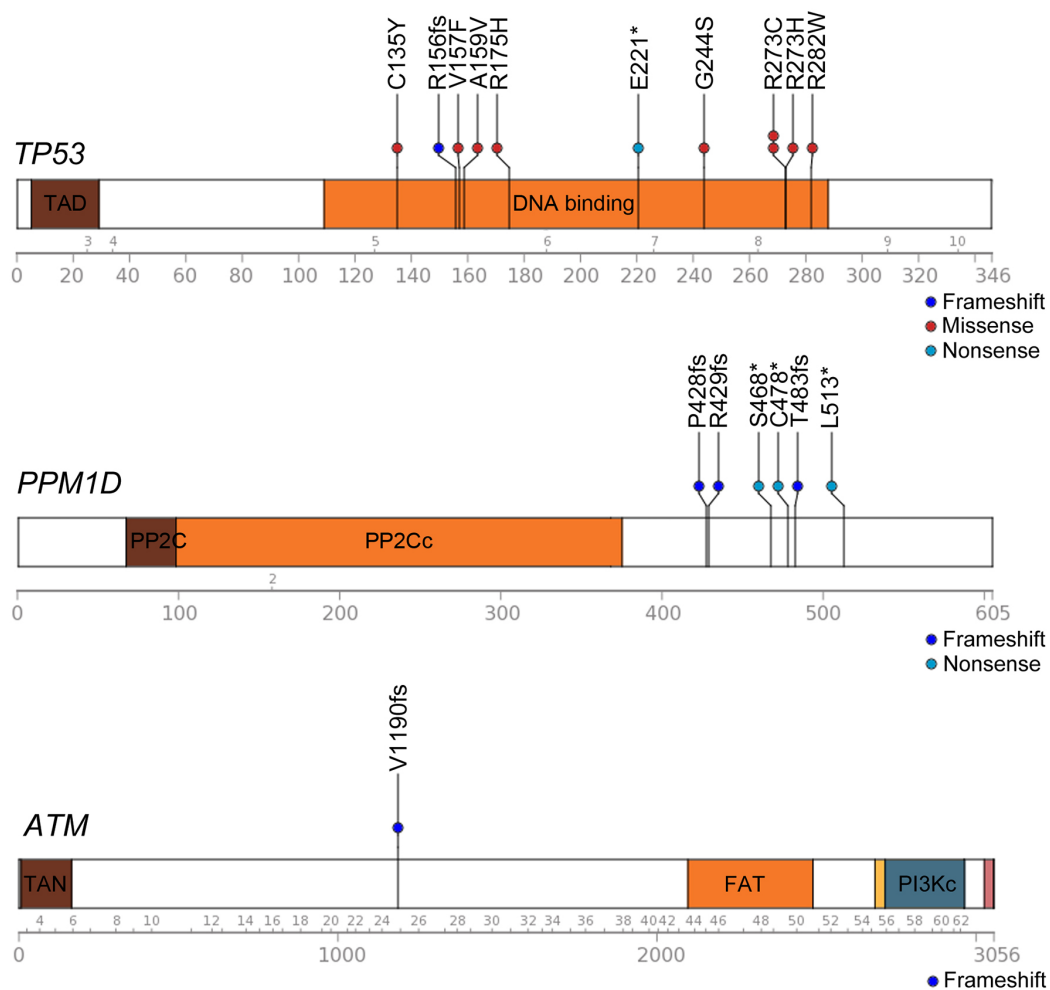 C135Y R156fs V157F A159V R175H E221* G244S R273C R273H R282W
TP53
TAD DNA binding
3 4 5 6 7 8 9 10
0 20 40 60 80 100 120 140 160 180 200 220 240 260 280 300 320 346
Frameshift
Missense
Nonsense
P428fs R429fs S468* C478* T483fs L513*
PPM1D
PP2C PP2Cc
2
0 100 200 300 400 500 605
Frameshift
Nonsense
V1190fs
ATM
TAN FAT PI3Kc
4 6 8 10 12 14 16 18 20 22 24 26 28 30 32 34 36 38 40 42 44 46 48 50 52 54 56 58 60 62
0 1000 2000 3056
Frameshift